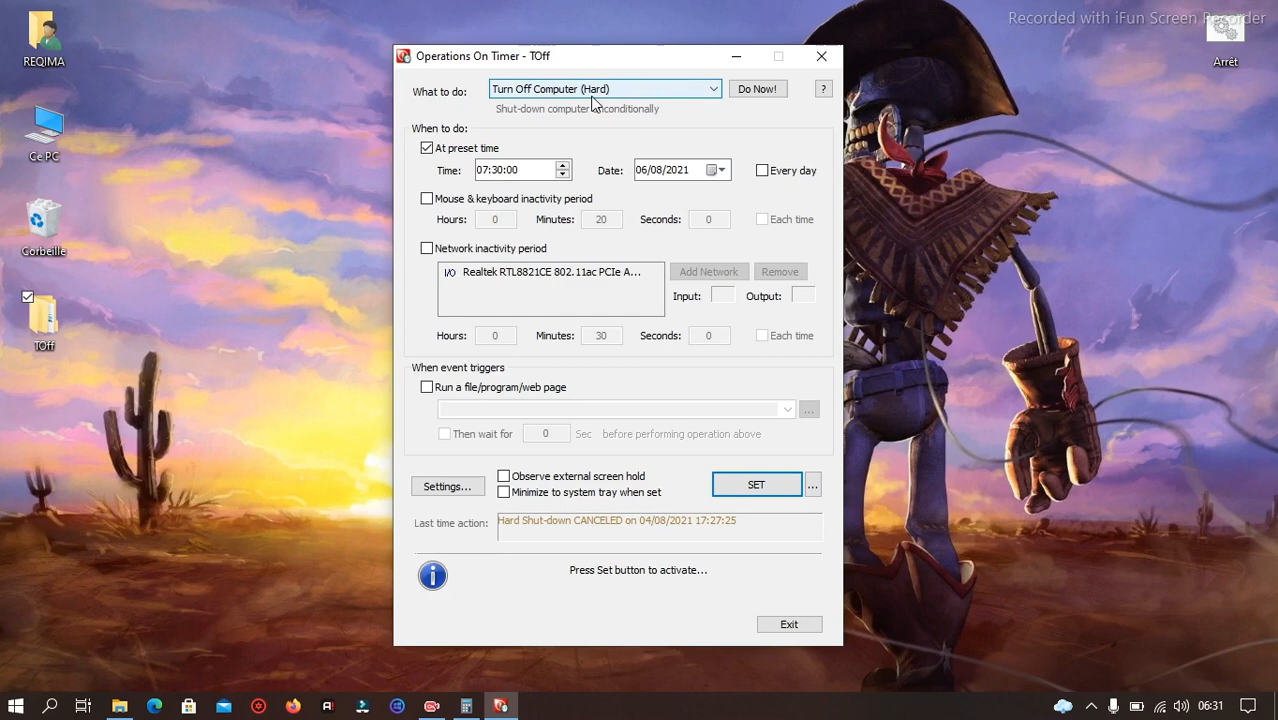 Recorded with iFun Screen Recorder
REQIMA
Ce PC
Corbeille
TOff
Arrêt
Operations On Timer - TOff
What to do: Turn Off Computer (Hard) Do Now! ?
Shut-down computer unconditionally
When to do:
At preset time
Time: 07:30:00 Date: 06/08/2021 Every day
Mouse & keyboard inactivity period
Hours: 0 Minutes: 20 Seconds: 0 Each time
Network inactivity period
I/O Realtek RTL8821CE 802.11ac PCIe A... Add Network Remove
Input: Output:
Hours: 0 Minutes: 30 Seconds: 0 Each time
When event triggers
Run a file/program/web page
...
Then wait for 0 Sec before performing operation above
Settings... Observe external screen hold SET ...
Minimize to system tray when set
Last time action: Hard Shut-down CANCELED on 04/08/2021 17:27:25
Press Set button to activate...
Exit
06:31